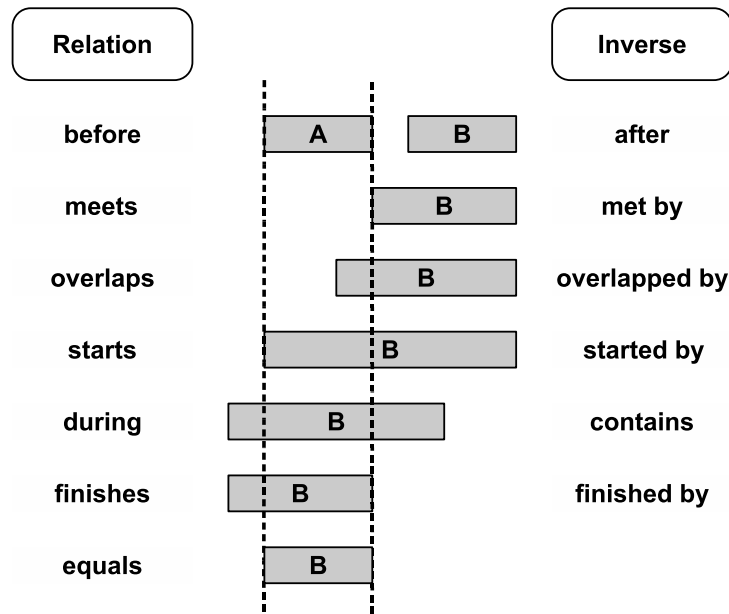 Relation Inverse
before A B after
meets B met by
overlaps B overlapped by
starts B started by
during B contains
finishes B finished by
equals B